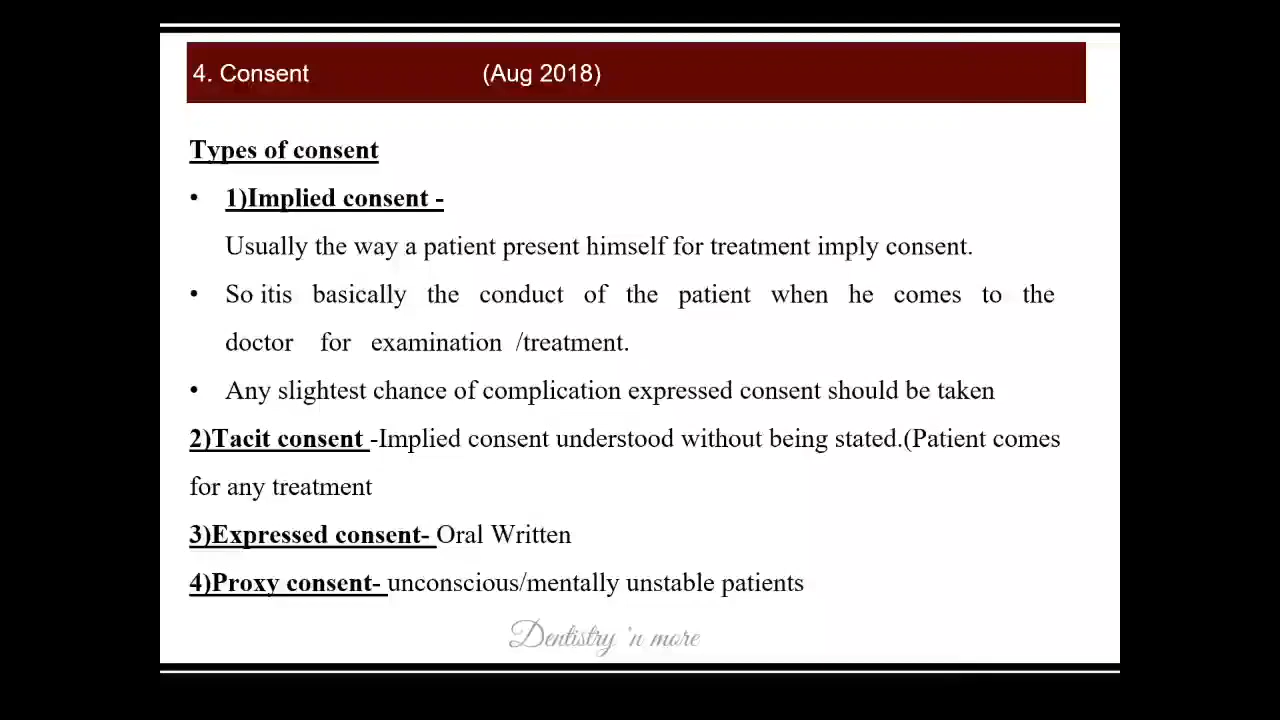 4. Consent (Aug 2018)
Types of consent
• 1)Implied consent -
Usually the way a patient present himself for treatment imply consent.
• So itis basically the conduct of the patient when he comes to the
doctor for examination /treatment.
• Any slightest chance of complication expressed consent should be taken
2)Tacit consent -Implied consent understood without being stated.(Patient comes
for any treatment
3)Expressed consent- Oral Written
4)Proxy consent- unconscious/mentally unstable patients
Dentistry 'n more